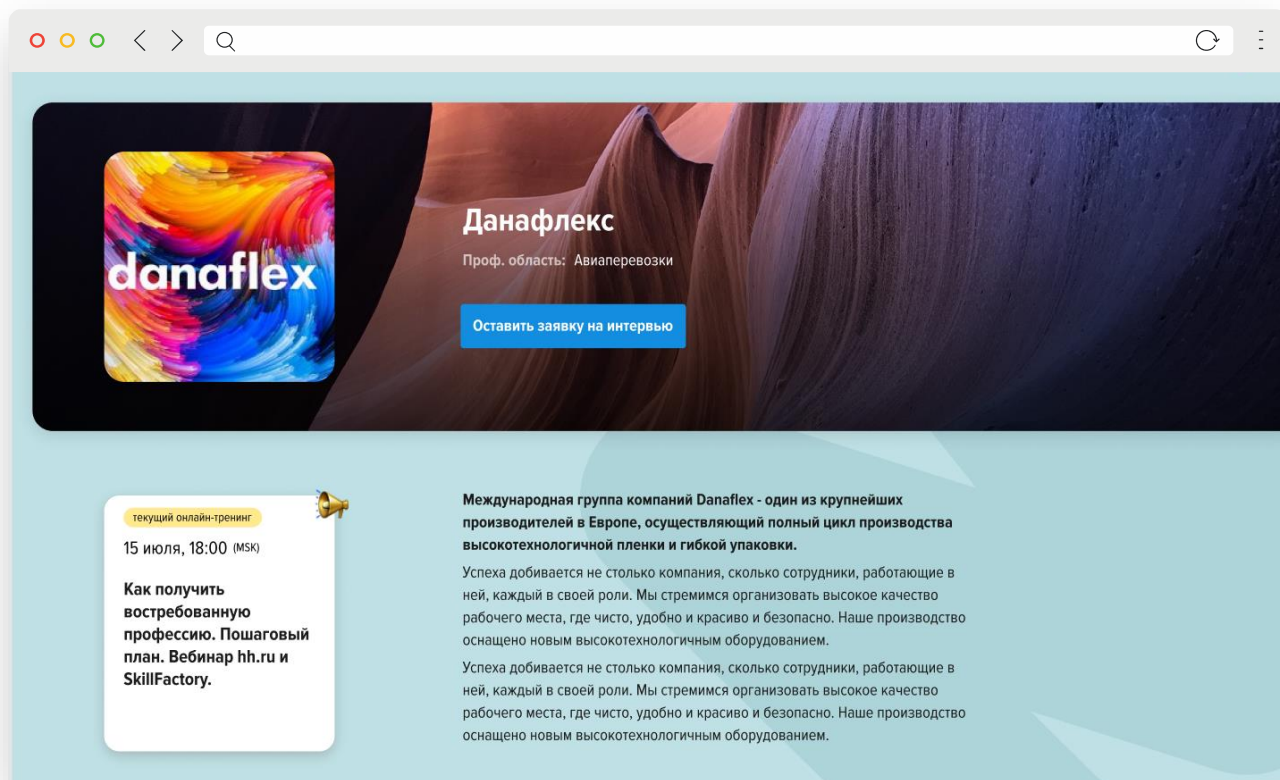 danaflex
Данафлекс
Проф. область: Авиаперевозки
Оставить заявку на интервью
текущий онлайн-тренинг
15 июля, 18:00 (MSK)
Как получить
востребованную
профессию. Пошаговый
план. Вебинар hh.ru и
SkillFactory.
Международная группа компаний Danaflex - один из крупнейших
производителей в Европе, осуществляющий полный цикл производства
высокотехнологичной пленки и гибкой упаковки.
Успеха добивается не столько компания, сколько сотрудники, работающие в
ней, каждый в своей роли. Мы стремимся организовать высокое качество
рабочего места, где чисто, удобно и красиво и безопасно. Наше производство
оснащено новым высокотехнологичным оборудованием.
Успеха добивается не столько компания, сколько сотрудники, работающие в
ней, каждый в своей роли. Мы стремимся организовать высокое качество
рабочего места, где чисто, удобно и красиво и безопасно. Наше производство
оснащено новым высокотехнологичным оборудованием.